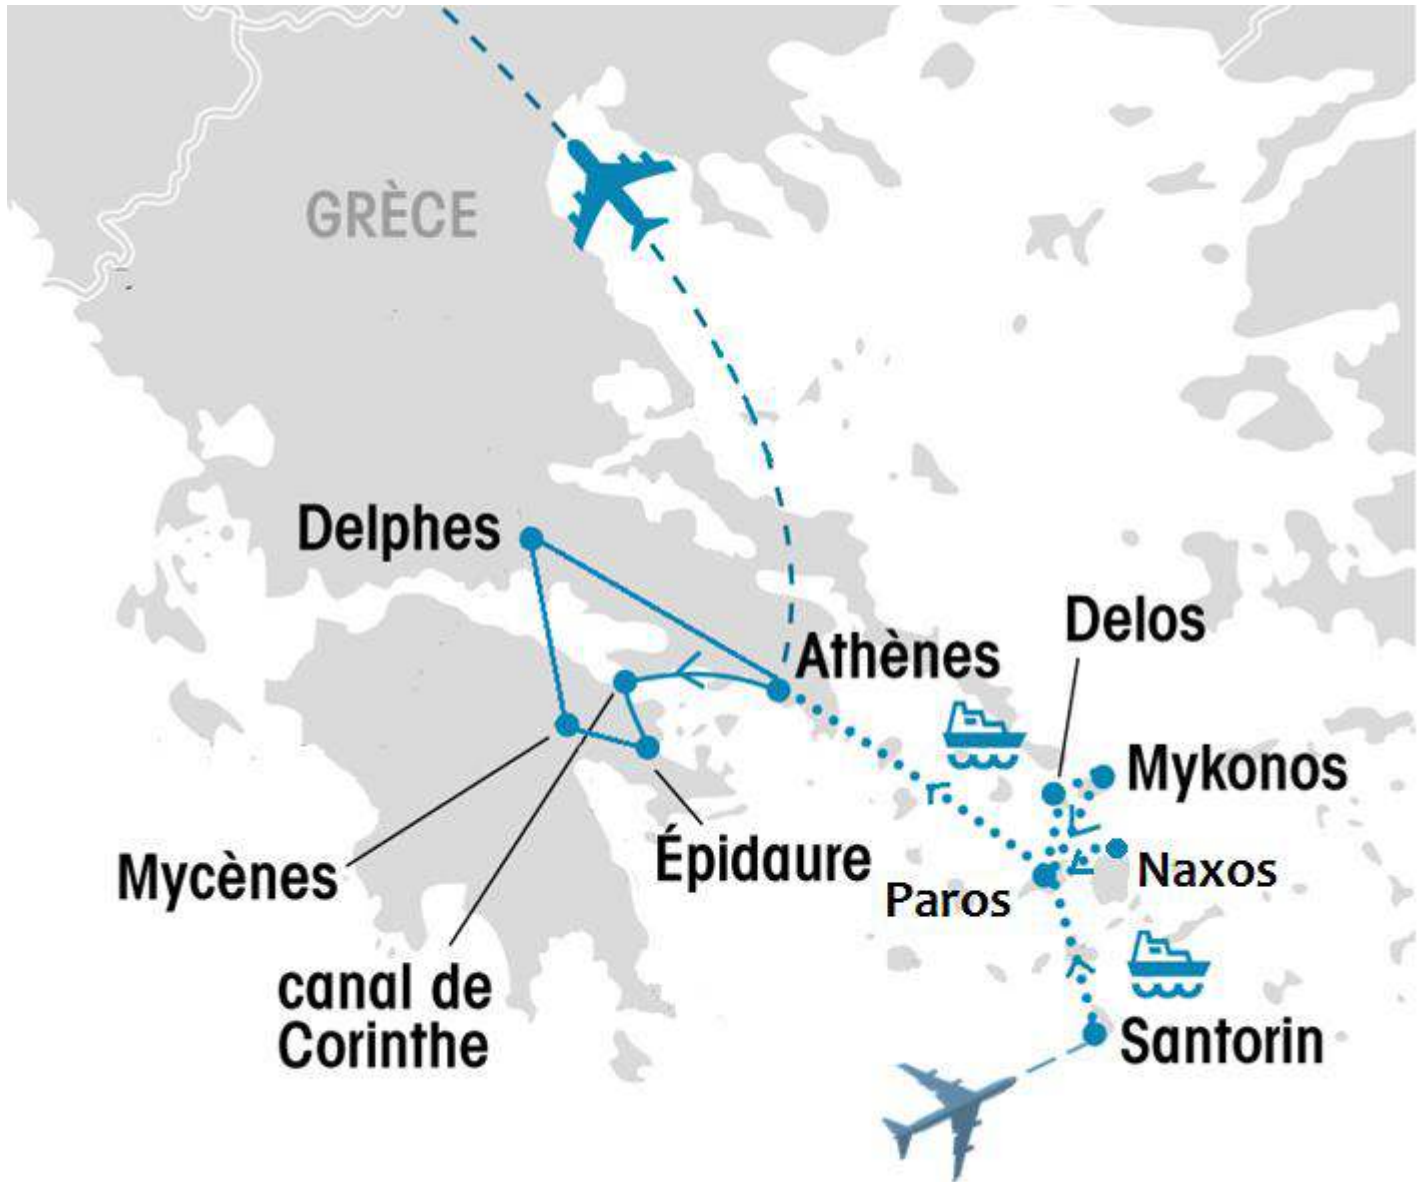 GRÈCE
Delphes
Delos
Athènes
Mykonos
Épidaure
Mycènes
Naxos
Paros
canal de
Corinthe
Santorin